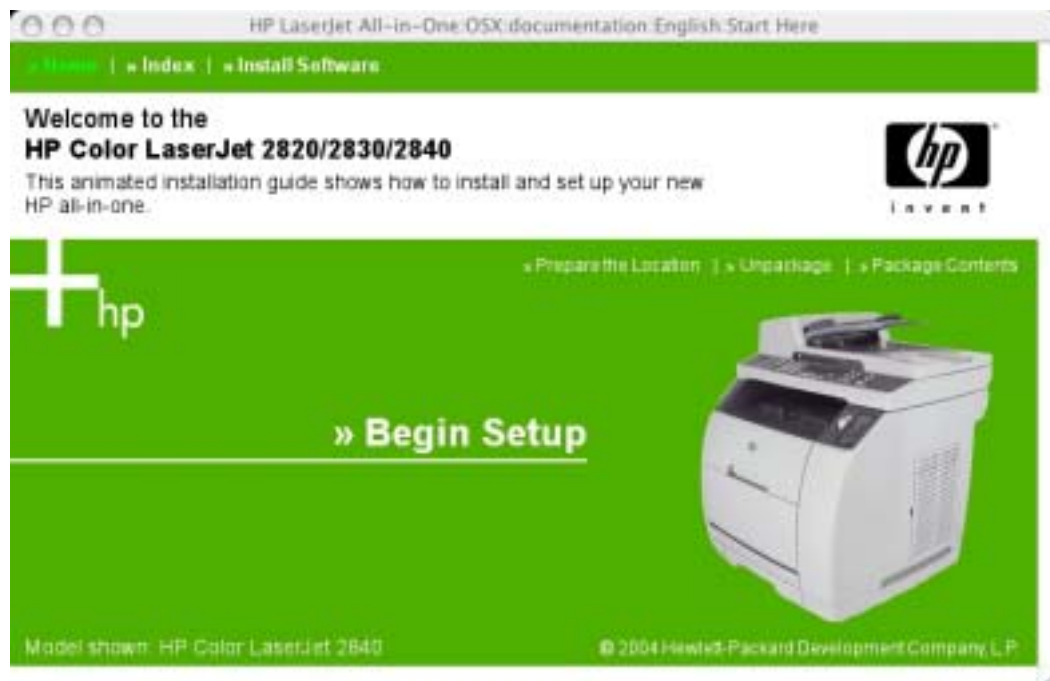 HP LaserJet All-in-One:OSX:documentation:English:Start Here
» Home | » Index | » Install Software
Welcome to the
HP Color LaserJet 2820/2830/2840
This animated installation guide shows how to install and set up your new
HP all-in-one.
hp
invent
» Prepare the Location | » Unpackage | » Package Contents
hp
» Begin Setup
Model shown: HP Color LaserJet 2840
© 2004 Hewlett-Packard Development Company, L.P.